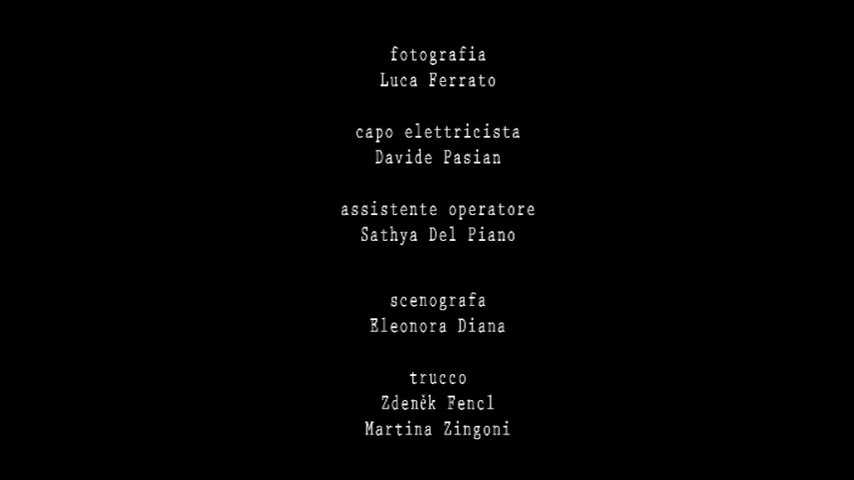 fotografia
Luca Ferrato
capo elettricista
Davide Pasian
assistente operatore
Sathya Del Piano
scenografa
Eleonora Diana
trucco
Zdeněk Fencl
Martina Zingoni